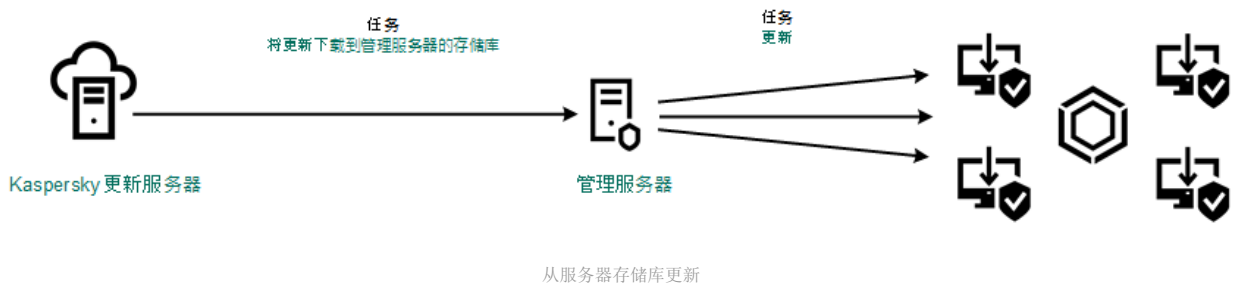 任务
将更新下载到管理服务器的存储库
任务
更新
Kaspersky 更新服务器
管理服务器
从服务器存储库更新